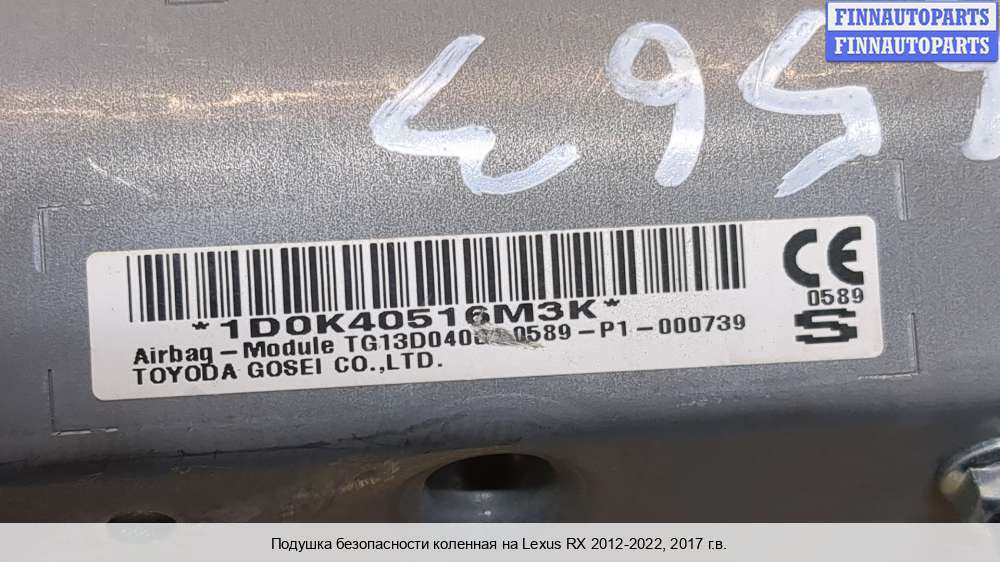 FINNAUTOPARTS
FINNAUTOPARTS
563
CE
0589
S
*1D0K40516M3K*
Airbag-Module 0589-P1-000739
TOYODA GOSEI CO.,LTD.
Подушка безопасности коленная на Lexus RX 2012-2022, 2017 г.в.